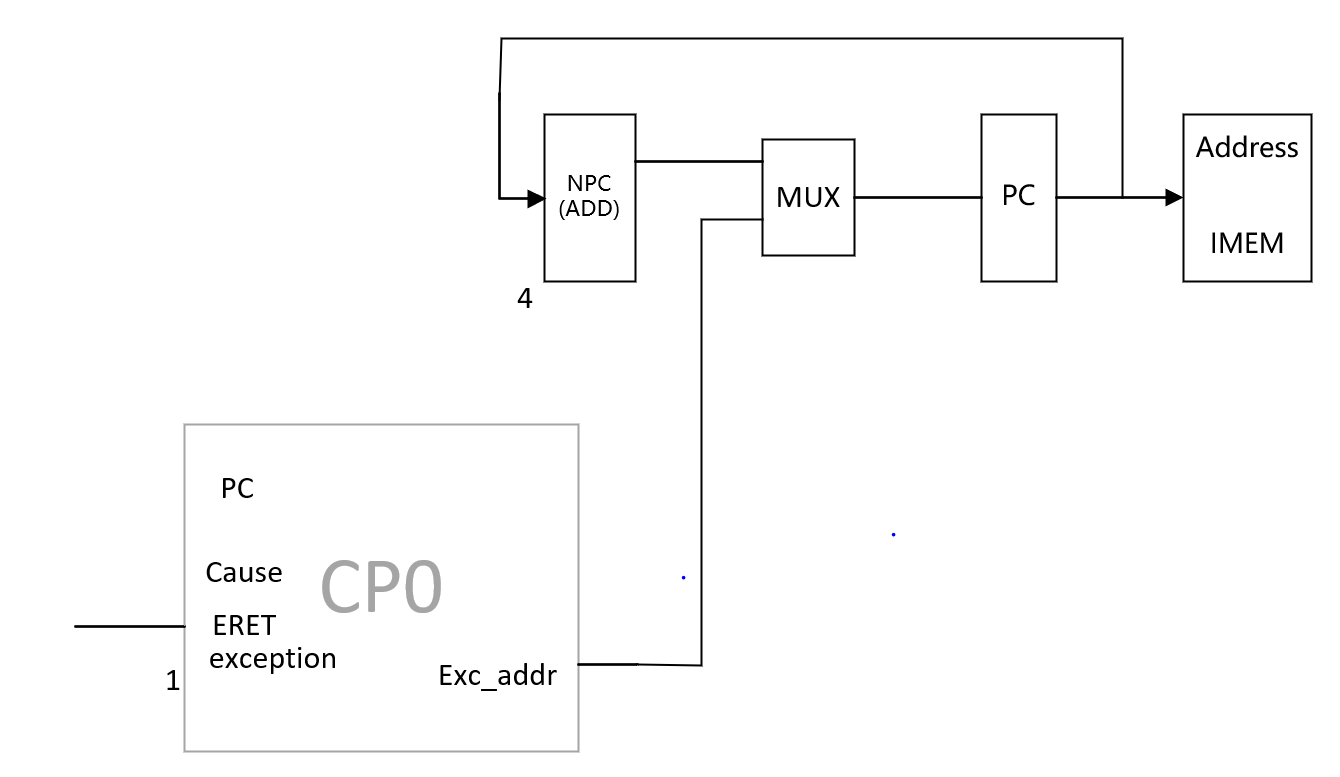 NPC
(ADD)
MUX
PC
Address
IMEM
4
PC
Cause
CP0
ERET
exception
1
Exc_addr